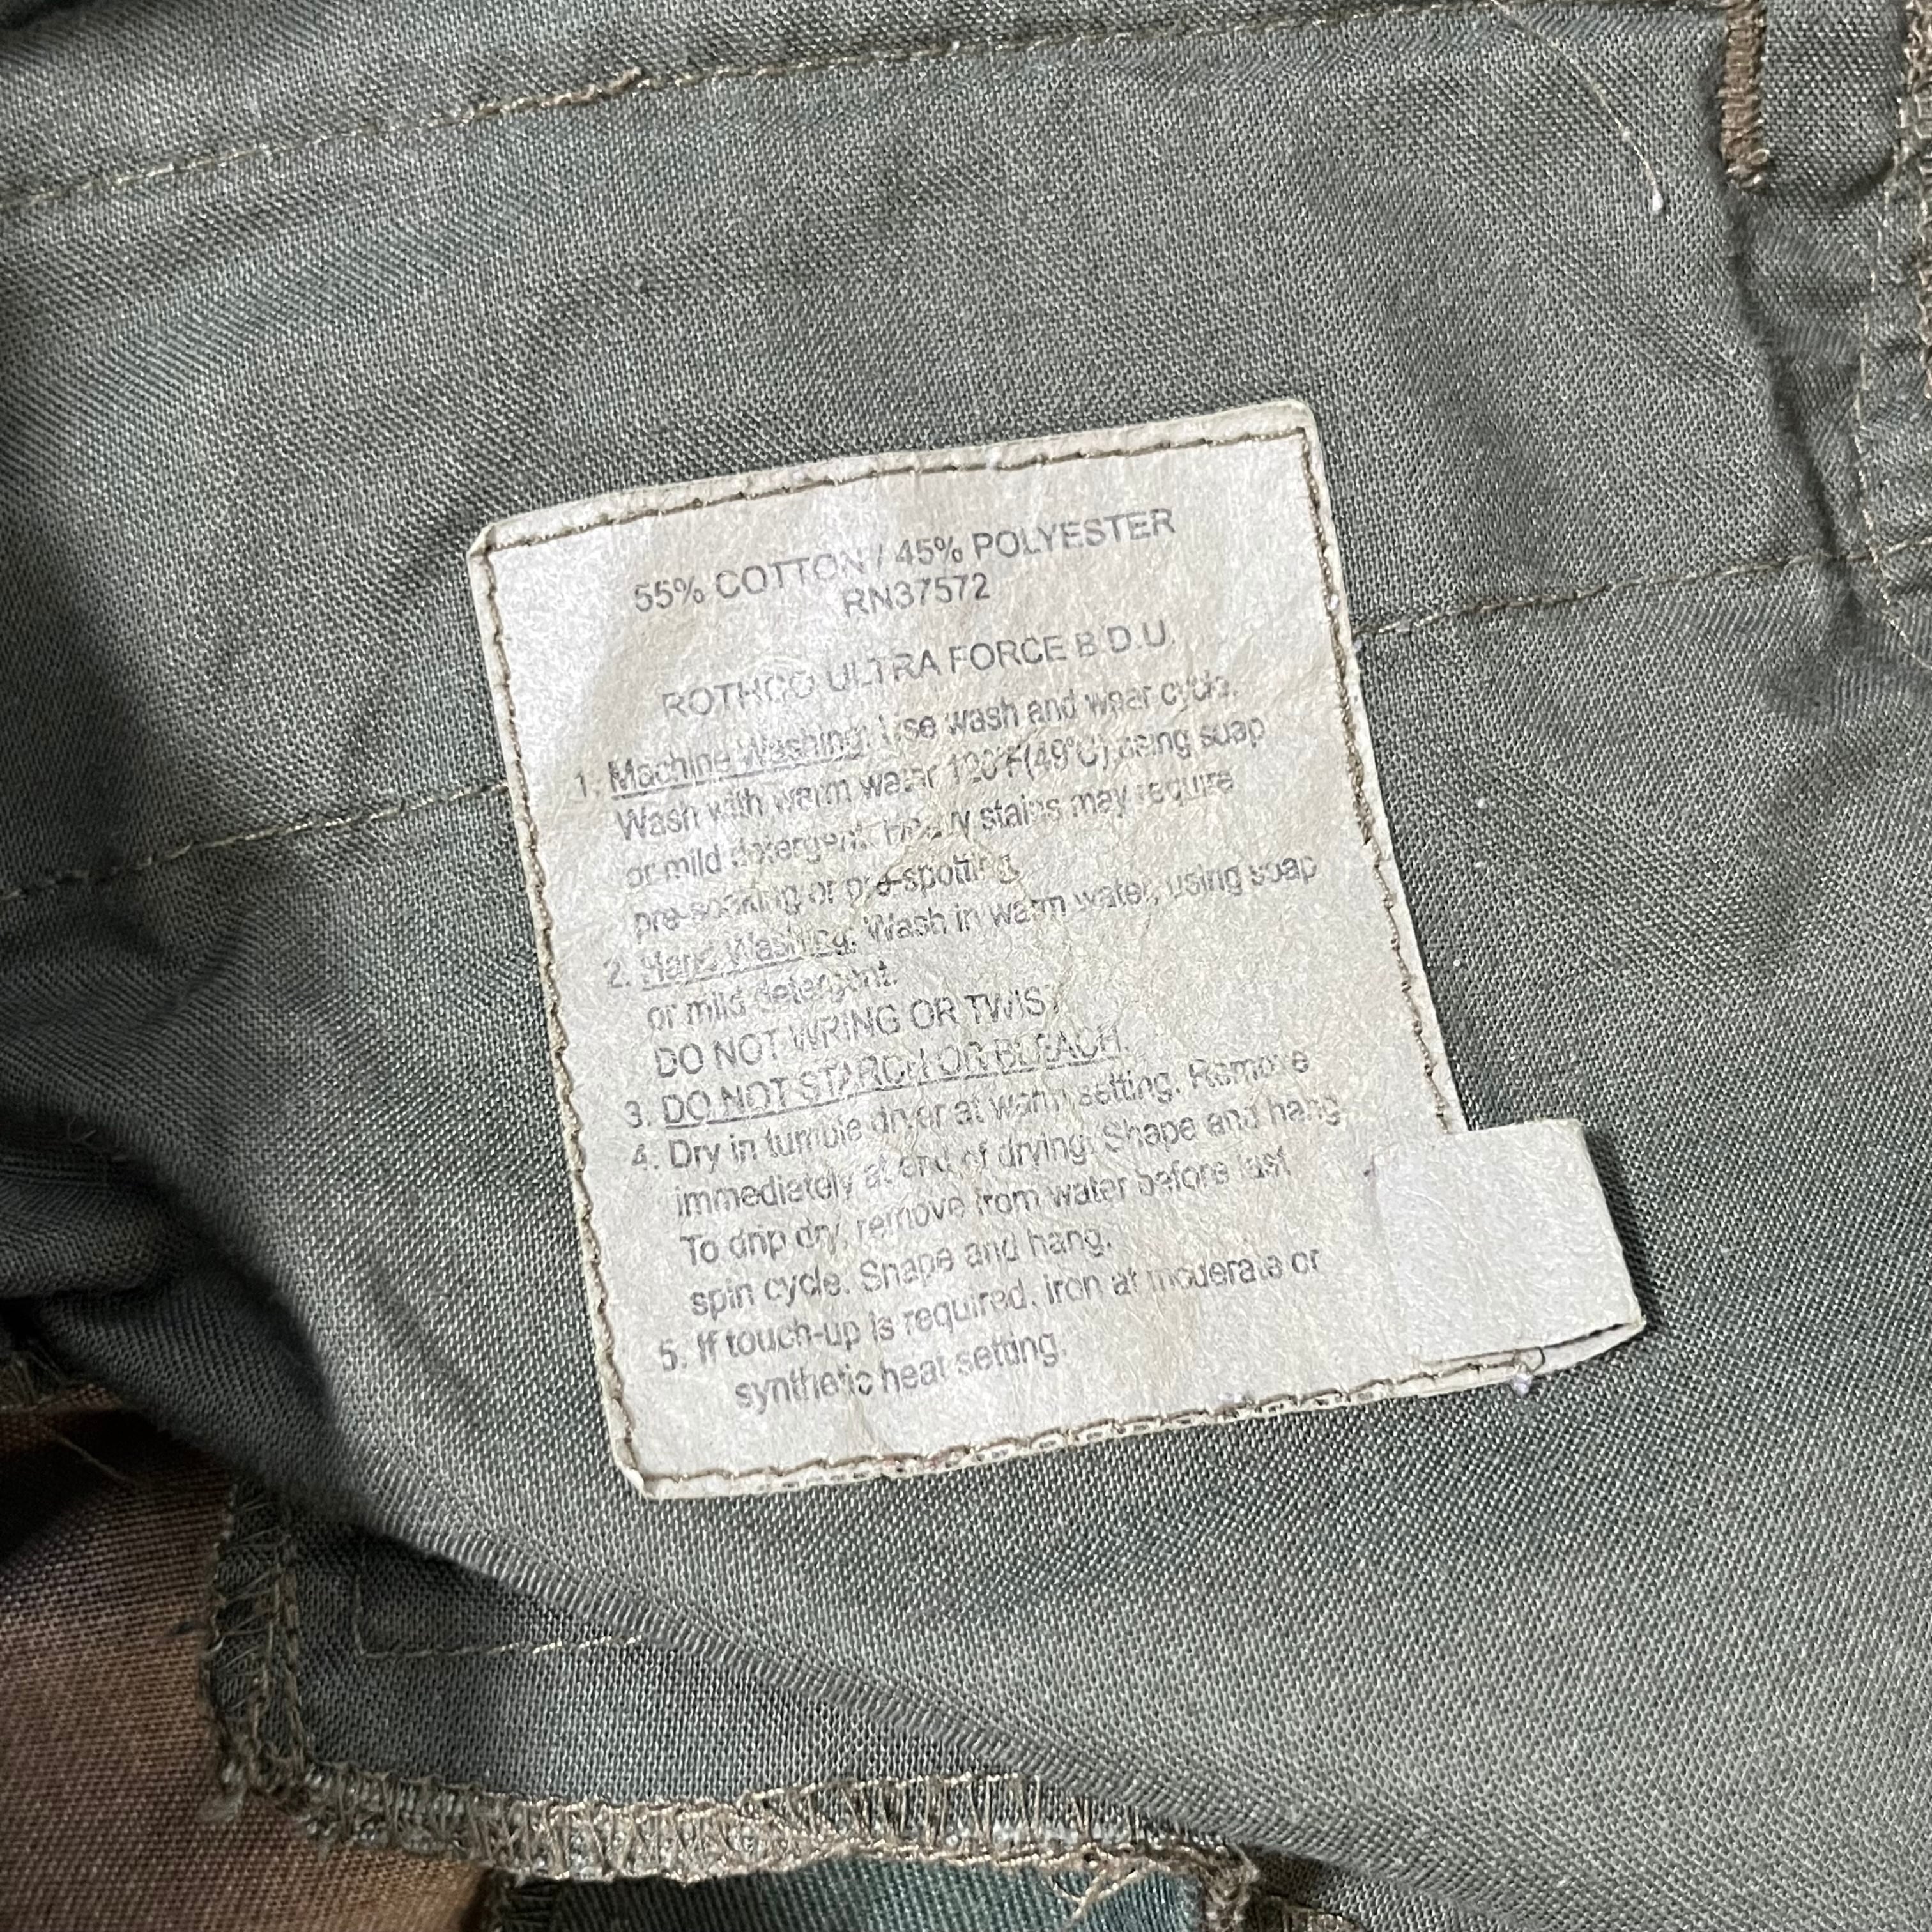 55% COTTON / 45% POLYESTER
RN37572
ROTHCO ULTRA FORCE B.D.U.
1. Machine Washing: Use wash and wear cycle.
Wash with warm water 120°F(49°C) using soap
or mild detergent. Heavy stains may require
pre-soaking or pre-spotting.
2. Hand Washing: Wash in warm water, using soap
or mild detergent.
DO NOT WRING OR TWIST
3. DO NOT STARCH OR BLEACH.
4. Dry in tumble dryer at warm setting. Remove
immediately at end of drying. Shape and hang
To drip dry, remove from water before last
spin cycle. Shape and hang.
5. If touch-up is required, iron at moderate or
synthetic heat setting.